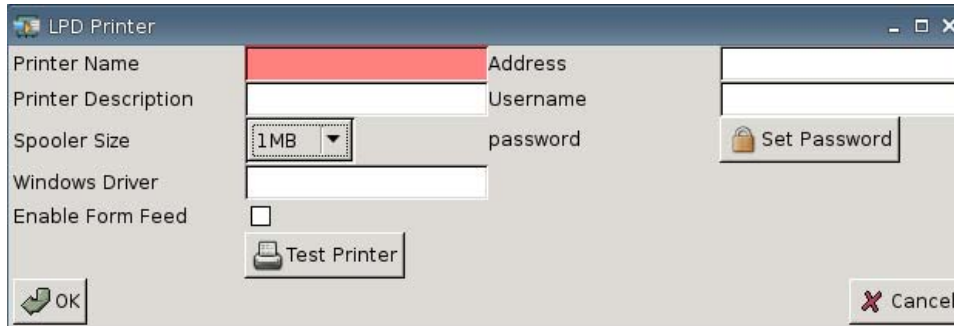 LPD Printer
Printer Name
Address
Printer Description
Username
Spooler Size
1MB
password
Set Password
Windows Driver
Enable Form Feed
Test Printer
OK
Cancel